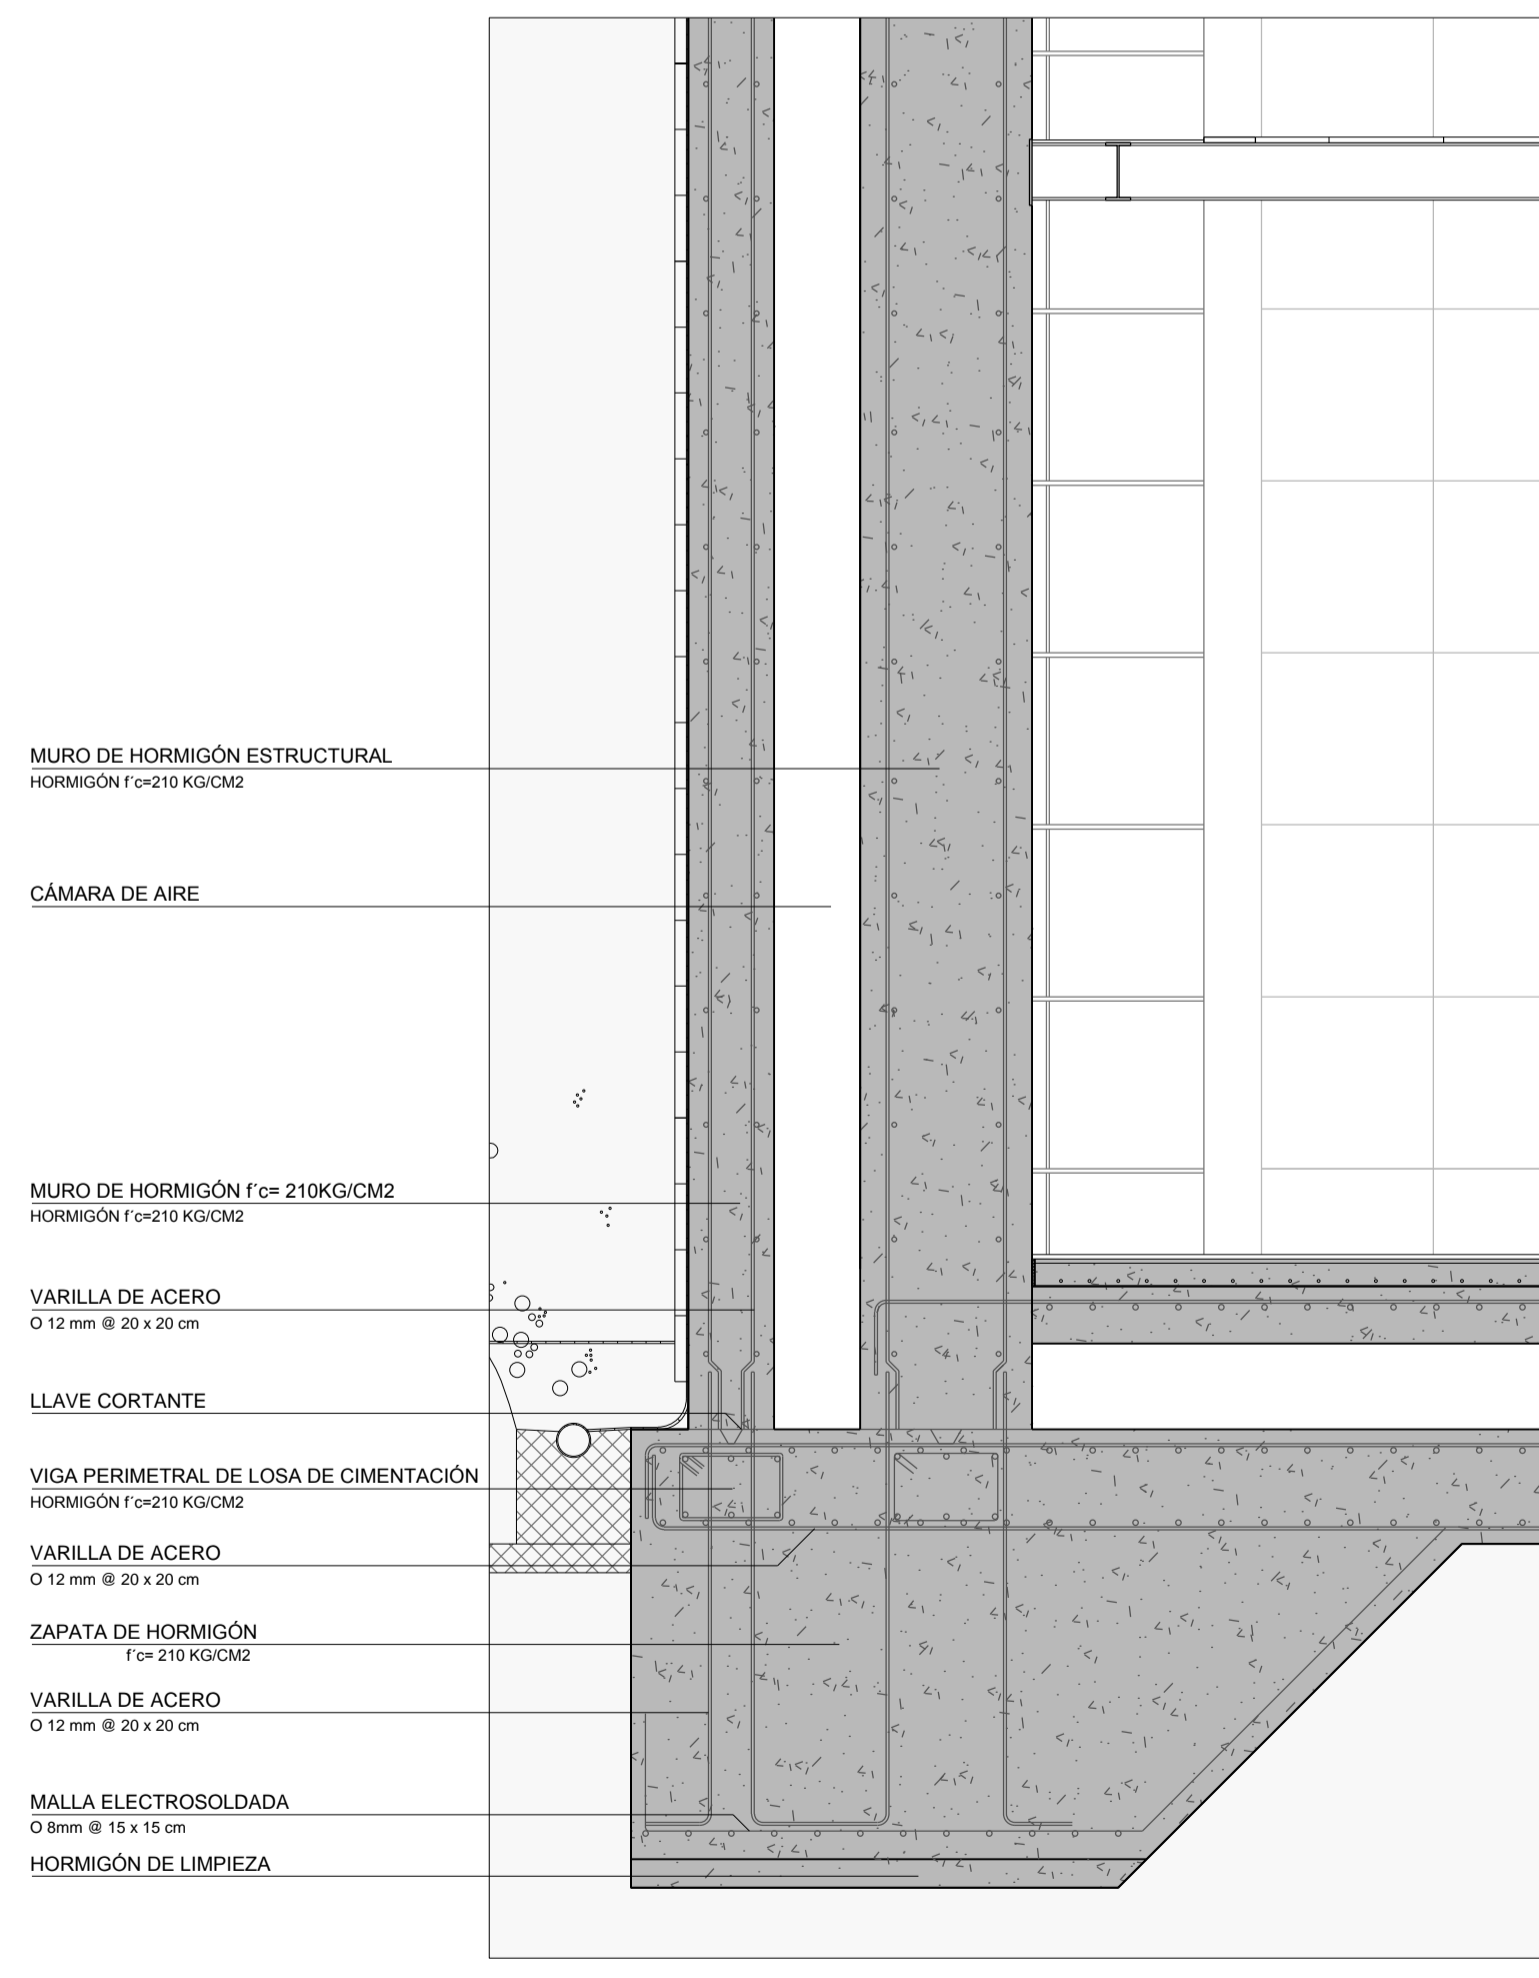 MURO DE HORMIGÓN ESTRUCTURAL
HORMIGÓN f´c=210 KG/CM2
CÁMARA DE AIRE
MURO DE HORMIGÓN f´c= 210KG/CM2
HORMIGÓN f´c=210 KG/CM2
VARILLA DE ACERO
O 12 mm @ 20 x 20 cm
LLAVE CORTANTE
VIGA PERIMETRAL DE LOSA DE CIMENTACIÓN
HORMIGÓN f´c=210 KG/CM2
VARILLA DE ACERO
O 12 mm @ 20 x 20 cm
ZAPATA DE HORMIGÓN
f´c= 210 KG/CM2
VARILLA DE ACERO
O 12 mm @ 20 x 20 cm
MALLA ELECTROSOLDADA
O 8mm @ 15 x 15 cm
HORMIGÓN DE LIMPIEZA